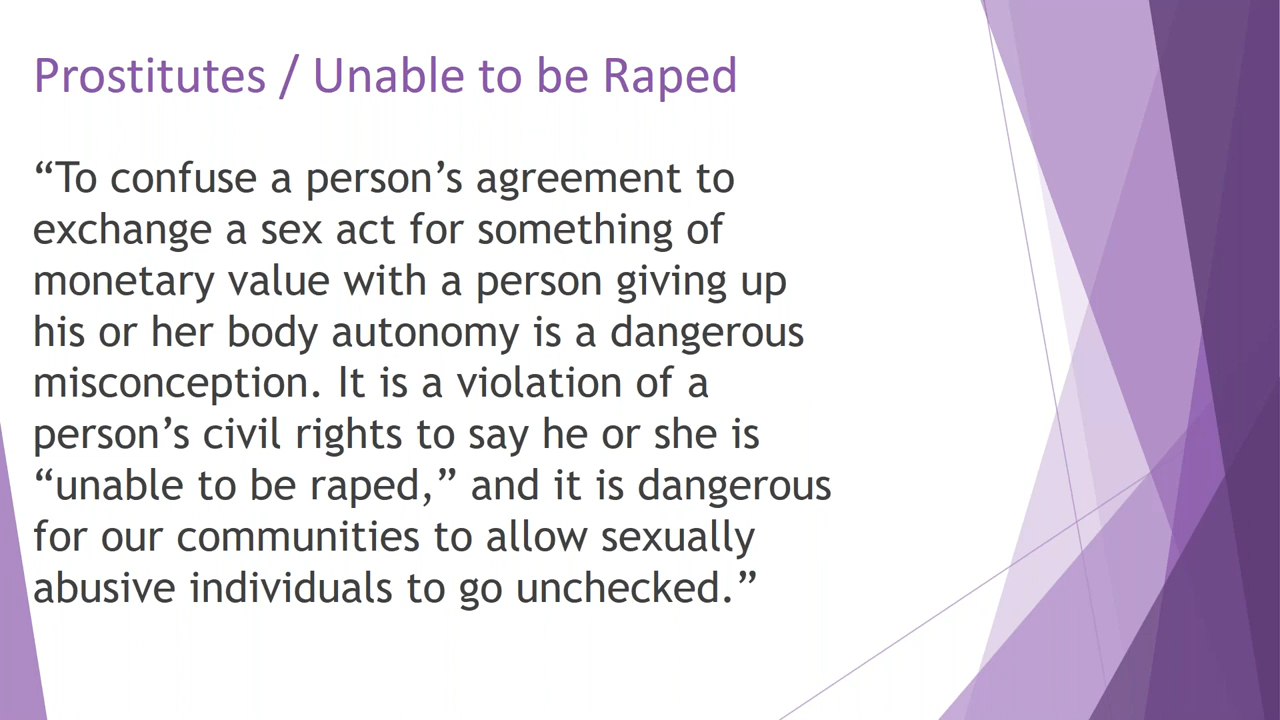 Prostitutes / Unable to be Raped
“To confuse a person’s agreement to
exchange a sex act for something of
monetary value with a person giving up
his or her body autonomy is a dangerous
misconception. It is a violation of a
person’s civil rights to say he or she is
“unable to be raped,” and it is dangerous
for our communities to allow sexually
abusive individuals to go unchecked.”